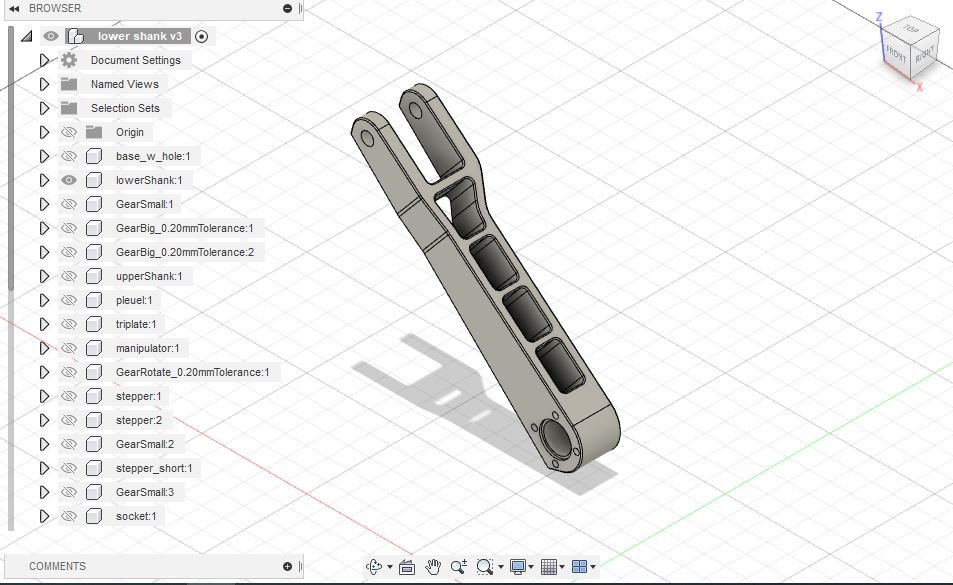 BROWSER
lower shank v3
Document Settings
Named Views
Selection Sets
Origin
base_w_hole:1
lowerShank:1
GearSmall:1
GearBig_0.20mmTolerance:1
GearBig_0.20mmTolerance:2
upperShank:1
pleuel:1
triplate:1
manipulator:1
GearRotate_0.20mmTolerance:1
stepper:1
stepper:2
GearSmall:2
stepper_short:1
GearSmall:3
socket:1
COMMENTS
Z
TOP
FRONT
RIGHT
X